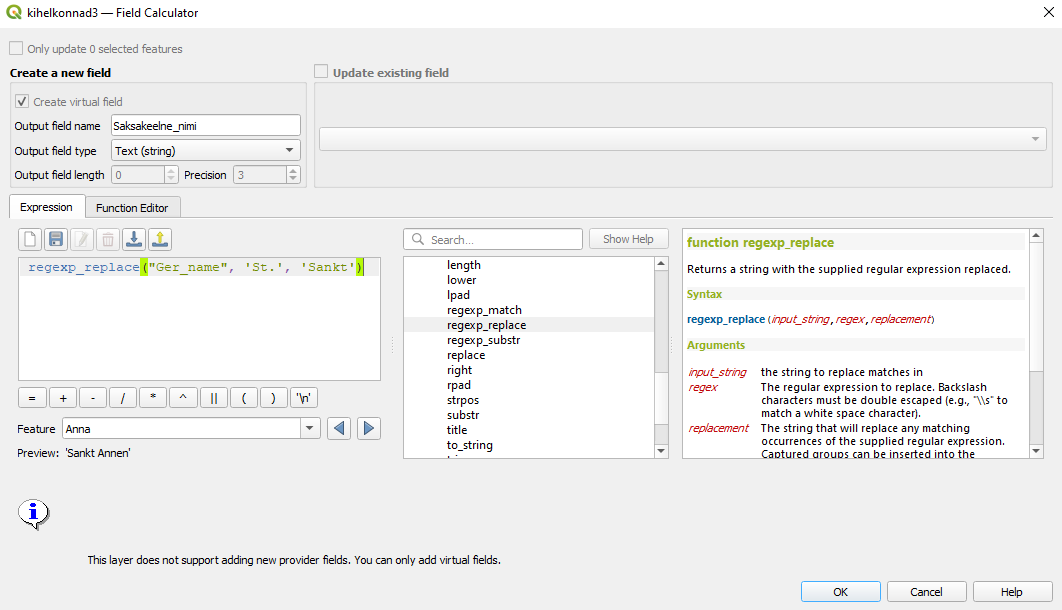 kihelkonnad3 — Field Calculator
Only update 0 selected features
Create a new field
Update existing field
Create virtual field
Output field name Saksakeelne_nimi
Output field type Text (string)
Output field length 0 Precision 3
Expression Function Editor
Search... Show Help
regexp_replace("Ger_name", 'St.', 'Sankt')
= + - / * ^ || ( ) '\n'
Feature Anna
Preview: 'Sankt Annen'
length
lower
lpad
regexp_match
regexp_replace
regexp_substr
replace
right
rpad
strpos
substr
title
to_string
function regexp_replace
Returns a string with the supplied regular expression replaced.
Syntax
regexp_replace(input_string,regex,replacement)
Arguments
input_string the string to replace matches in
regex The regular expression to replace. Backslash
characters must be double escaped (e.g., "\\s" to
match a white space character).
replacement The string that will replace any matching
occurrences of the supplied regular expression.
Captured groups can be inserted into the
This layer does not support adding new provider fields. You can only add virtual fields.
OK Cancel Help